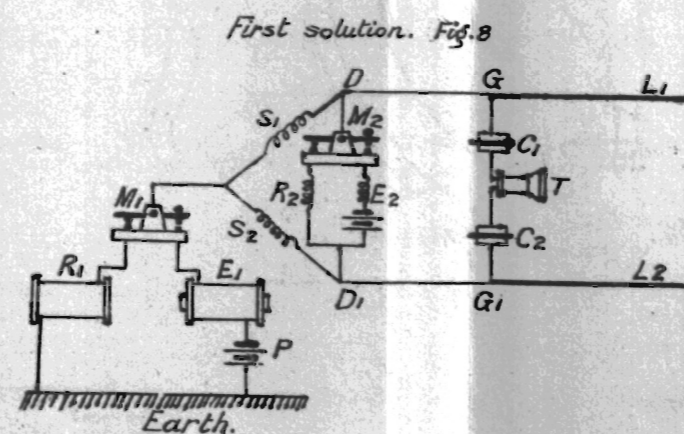 First solution. Fig. 8
D
G
L1
S1
M2
C1
R2
E2
T
M1
S2
C2
R1
E1
D1
G1
L2
P
Earth.